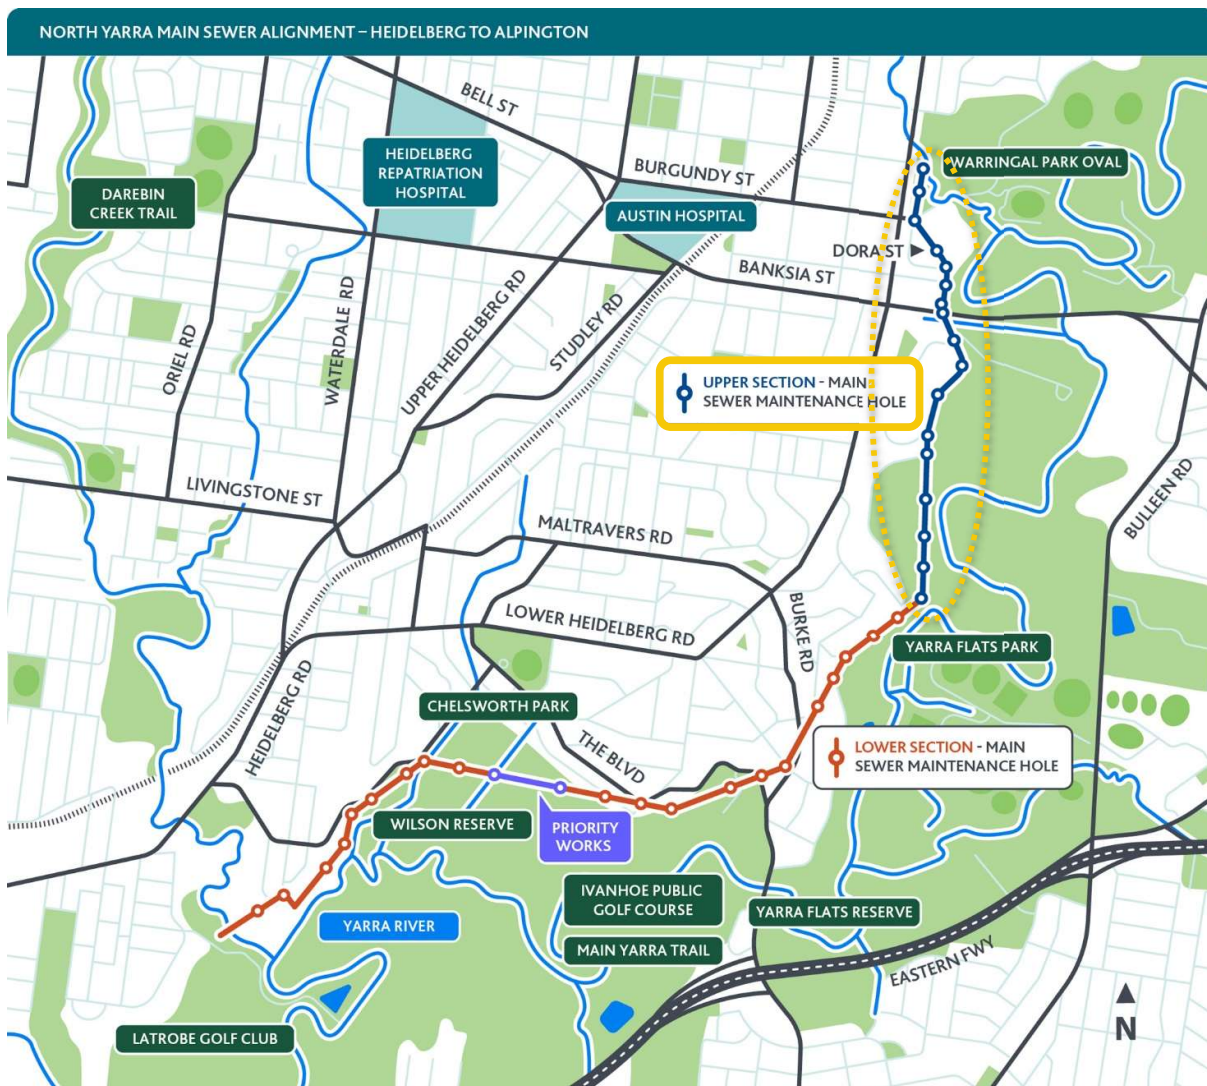 NORTH YARRA MAIN SEWER ALIGNMENT – HEIDELBERG TO ALPINGTON
BELL ST
HEIDELBERG
REPATRIATION
HOSPITAL
BURGUNDY ST
WARRINGAL PARK OVAL
DAREBIN
CREEK TRAIL
AUSTIN HOSPITAL
DORA ST
BANKSIA ST
ORIEL RD
WATERDALE RD
UPPER HEIDELBERG RD
STUDLEY RD
UPPER SECTION - MAIN
SEWER MAINTENANCE HOLE
LIVINGSTONE ST
MALTRAVERS RD
BULLEEN RD
LOWER HEIDELBERG RD
BURKE RD
YARRA FLATS PARK
HEIDELBERG RD
CHELSWORTH PARK
THE BLVD
LOWER SECTION - MAIN
SEWER MAINTENANCE HOLE
WILSON RESERVE
PRIORITY
WORKS
IVANHOE PUBLIC
GOLF COURSE
YARRA FLATS RESERVE
YARRA RIVER
MAIN YARRA TRAIL
EASTERN FWY
LATROBE GOLF CLUB
N